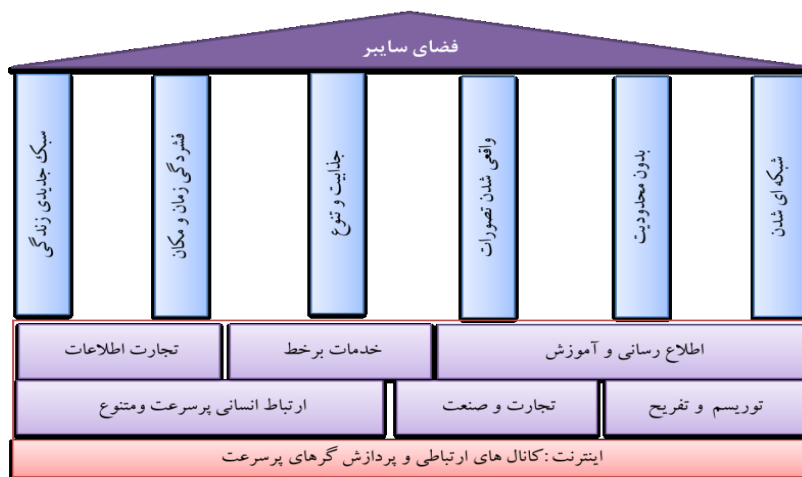 فضای سایبر
شبکه ای شدن
بدون محدودیت
واقعی شدن تصورات
جذابیت و تنوع
فشردگی زمان و مکان
سبک جدیدی زندگی
اطلاع رسانی و آموزش
خدمات برخط
تجارت اطلاعات
توریسم و تفریح
تجارت و صنعت
ارتباط انسانی پرسرعت ومتنوع
اینترنت:کانال های ارتباطی و پردازش گرهای پرسرعت